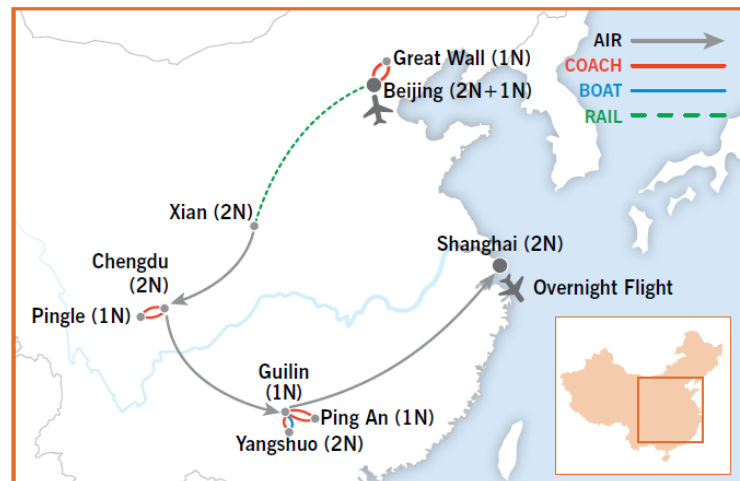 AIR
COACH
BOAT
RAIL
Great Wall (1N)
Beijing (2N+1N)
Xian (2N)
Shanghai (2N)
Chengdu
(2N)
Overnight Flight
Pingle (1N)
Guilin
(1N)
Ping An (1N)
Yangshuo (2N)